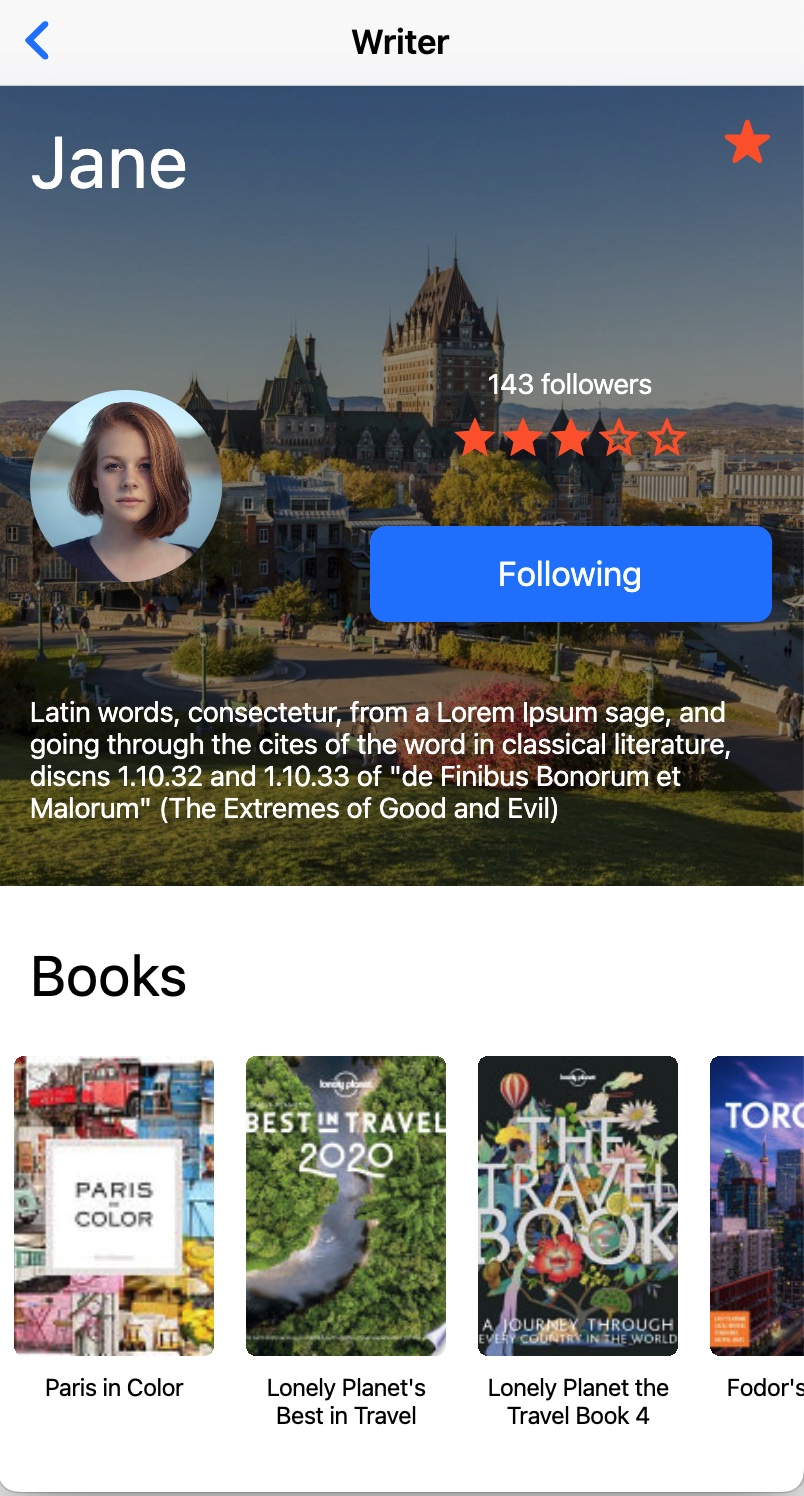 Writer
Jane
143 followers
Following
Latin words, consectetur, from a Lorem Ipsum sage, and
going through the cites of the word in classical literature,
discns 1.10.32 and 1.10.33 of "de Finibus Bonorum et
Malorum" (The Extremes of Good and Evil)
Books
PARIS
IN
COLOR
lonely planet
BEST IN TRAVEL
2020
lonely planet
THE
TRAVEL
BOOK
A JOURNEY THROUGH
EVERY COUNTRY IN THE WORLD
TORO
Paris in Color
Lonely Planet's
Best in Travel
Lonely Planet the
Travel Book 4
Fodor's